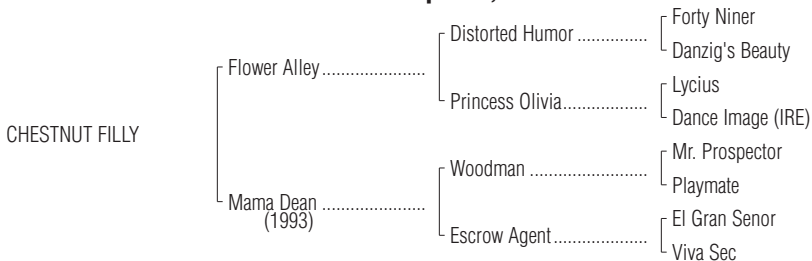 Forty Niner
Distorted Humor ...............
Danzig's Beauty
Flower Alley......................
Lycius
Princess Olivia..................
Dance Image (IRE)
CHESTNUT FILLY
Mr. Prospector
Woodman .........................
Playmate
Mama Dean ......................
(1993)
El Gran Senor
Escrow Agent....................
Viva Sec